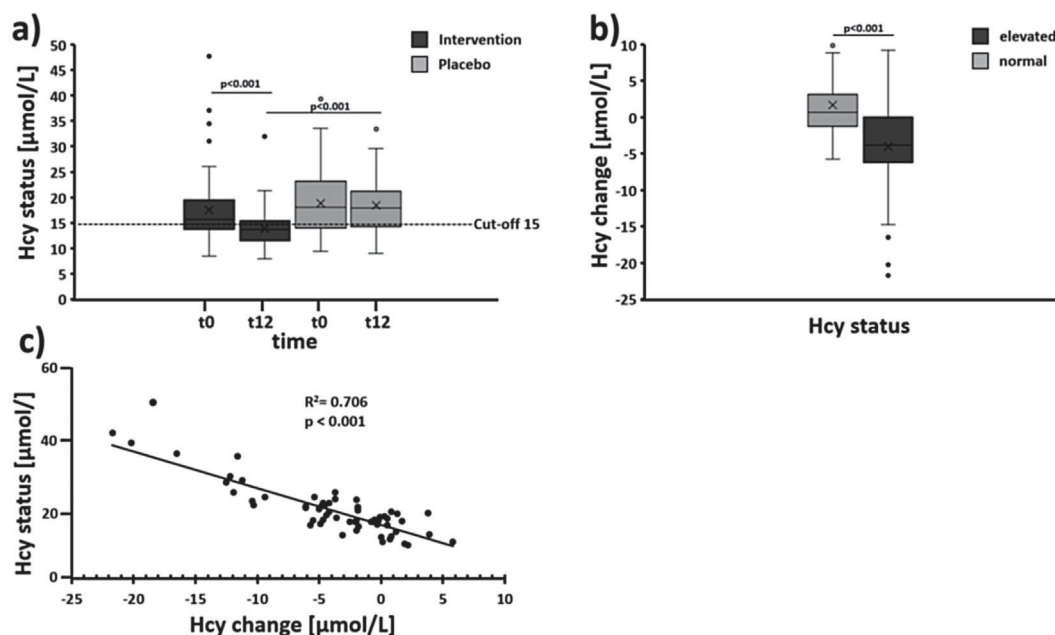 a)
Hcy status [µmol/L]
50
45
40
35
30
25
20
15
10
5
0
Intervention
Placebo
p<0.001
p<0.001
Cut-off 15
t0 t12 t0 t12
time
b)
Hcy change [µmol/L]
10
5
0
-5
-10
-15
-20
-25
p<0.001
elevated
normal
Hcy status
c)
Hcy status [µmol/]
60
40
20
0
R²= 0.706
p < 0.001
-25 -20 -15 -10 -5 0 5 10
Hcy change [µmol/L]